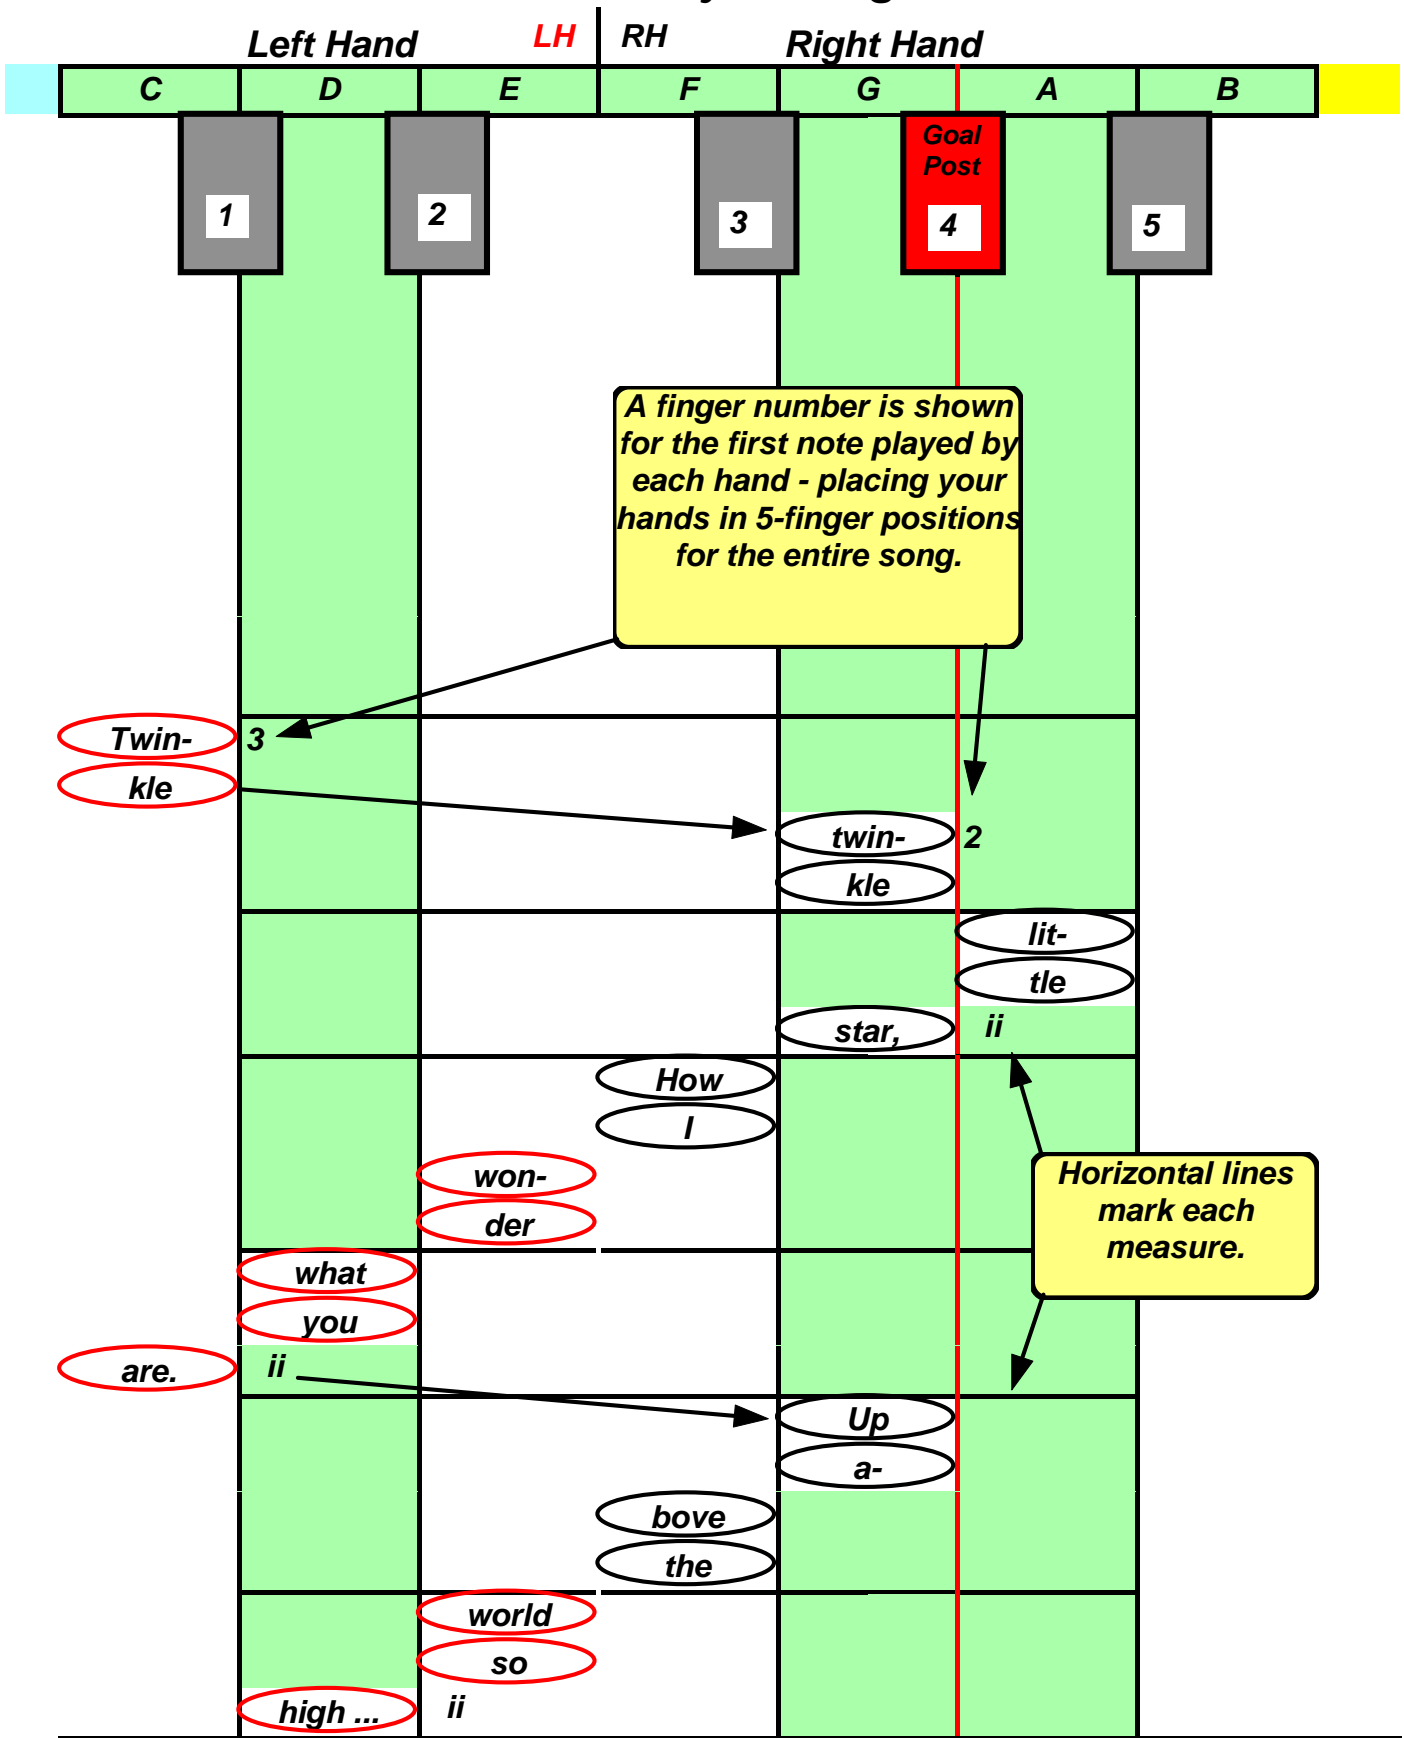 Left Hand LH RH Right Hand
C D E F G A B
Goal
Post
1 2 3 4 5
A finger number is shown
for the first note played by
each hand - placing your
hands in 5-finger positions
for the entire song.
Twin- 3
kle
twin- 2
kle
lit-
tle
star, ii
How
I
won-
der
Horizontal lines
mark each
measure.
what
you
are. ii
Up
a-
bove
the
world
so
high ... ii